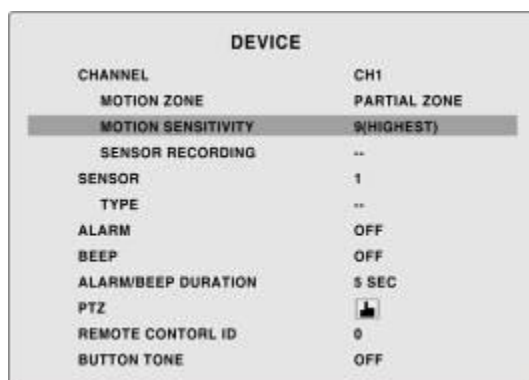 DEVICE
CHANNEL CH1
MOTION ZONE PARTIAL ZONE
MOTION SENSITIVITY 9(HIGHEST)
SENSOR RECORDING --
SENSOR 1
TYPE --
ALARM OFF
BEEP OFF
ALARM/BEEP DURATION 5 SEC
PTZ
REMOTE CONTORL ID 0
BUTTON TONE OFF